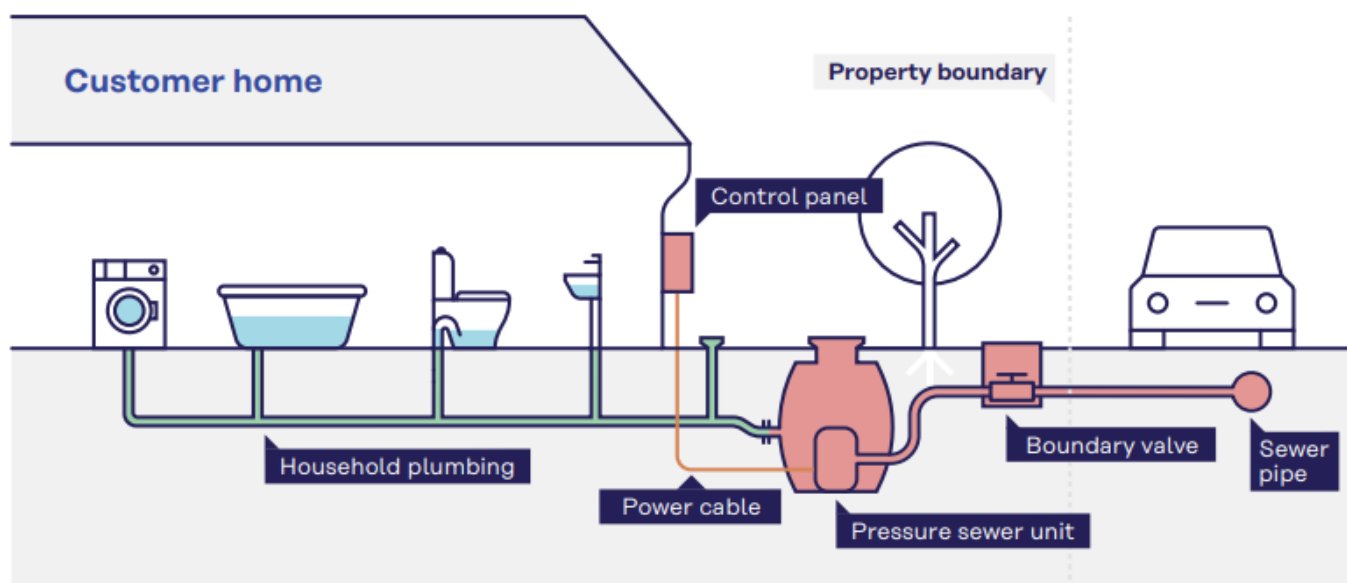 Customer home
Property boundary
Control panel
Household plumbing
Power cable
Pressure sewer unit
Boundary valve
Sewer
pipe